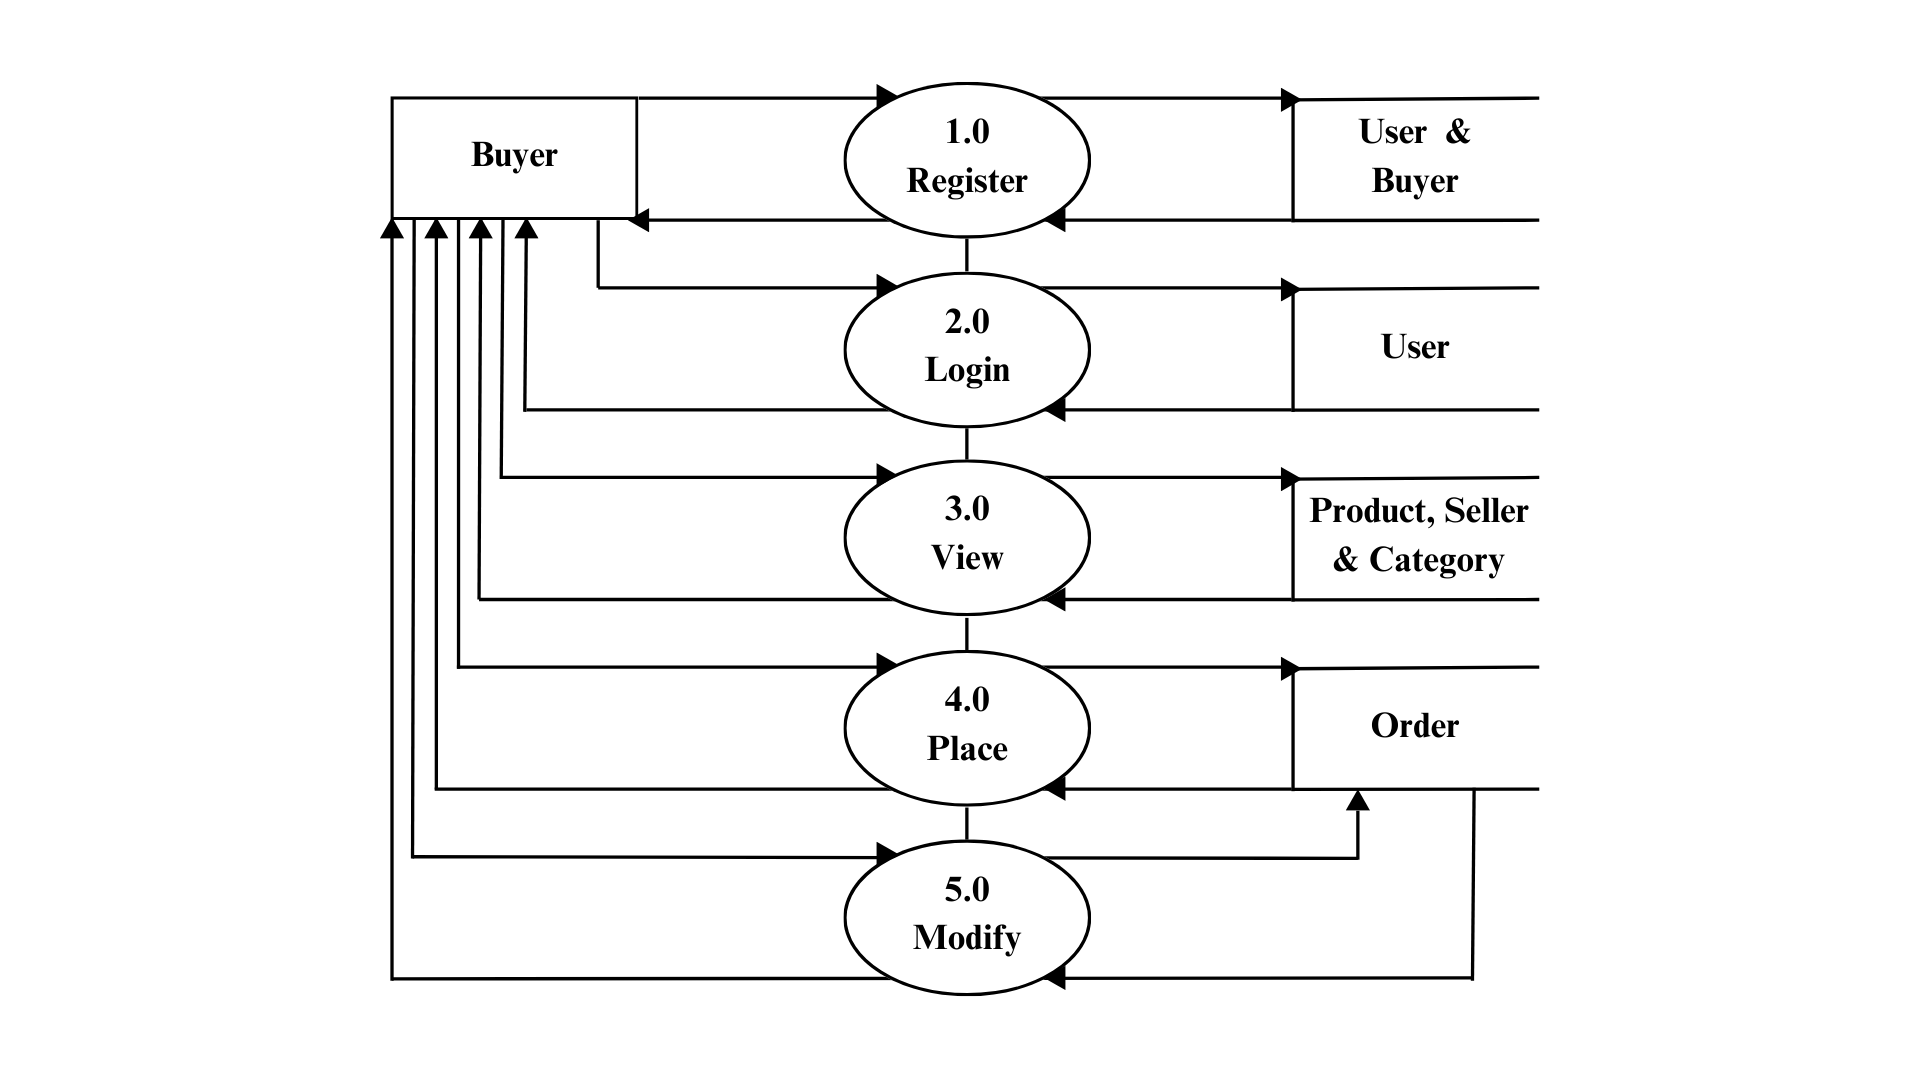 Buyer
1.0
Register
User &
Buyer
2.0
Login
User
3.0
View
Product, Seller
& Category
4.0
Place
Order
5.0
Modify